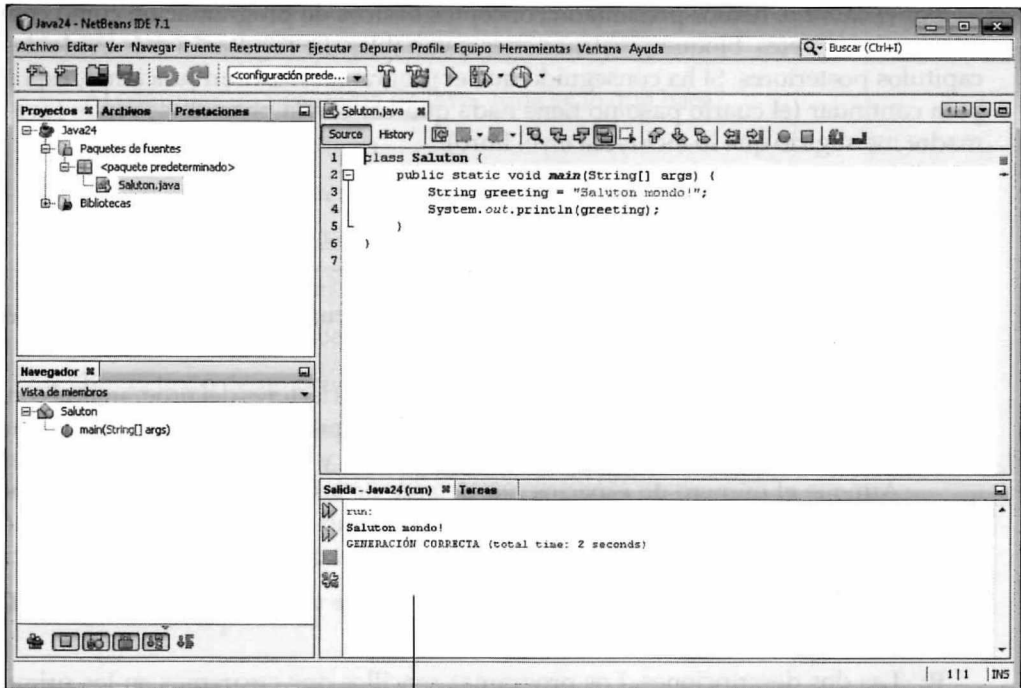 Java24 - NetBeans IDE 7.1
Archivo Editar Ver Navegar Fuente Reestructurar Ejecutar Depurar Profile Equipo Herramientas Ventana Ayuda
Buscar (Ctrl+I)
<configuración prede...
Proyectos Archivos Prestaciones
Java24
Paquetes de fuentes
<paquete predeterminado>
Saluton.java
Bibliotecas
Navegador
Vista de miembros
Saluton
main(String[] args)
Saluton.java
Source History
1 class Saluton {
2 public static void main(String[] args) {
3 String greeting = "Saluton mondo!";
4 System.out.println(greeting);
5 }
6 }
7
Salida - Java24 (run) Tareas
run:
Saluton mondo!
GENERACIÓN CORRECTA (total time: 2 seconds)
1|1 INS